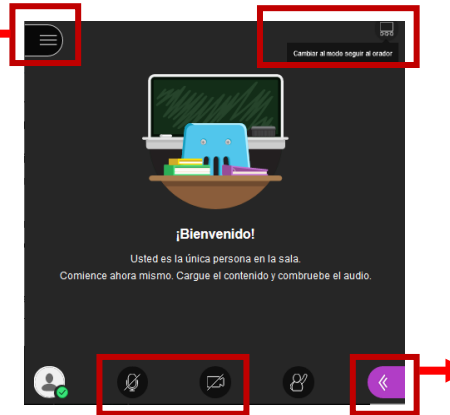 Cambiar al modo seguir al orador
¡Bienvenido!
Usted es la única persona en la sala.
Comience ahora mismo. Cargue el contenido y combruebe el audio.